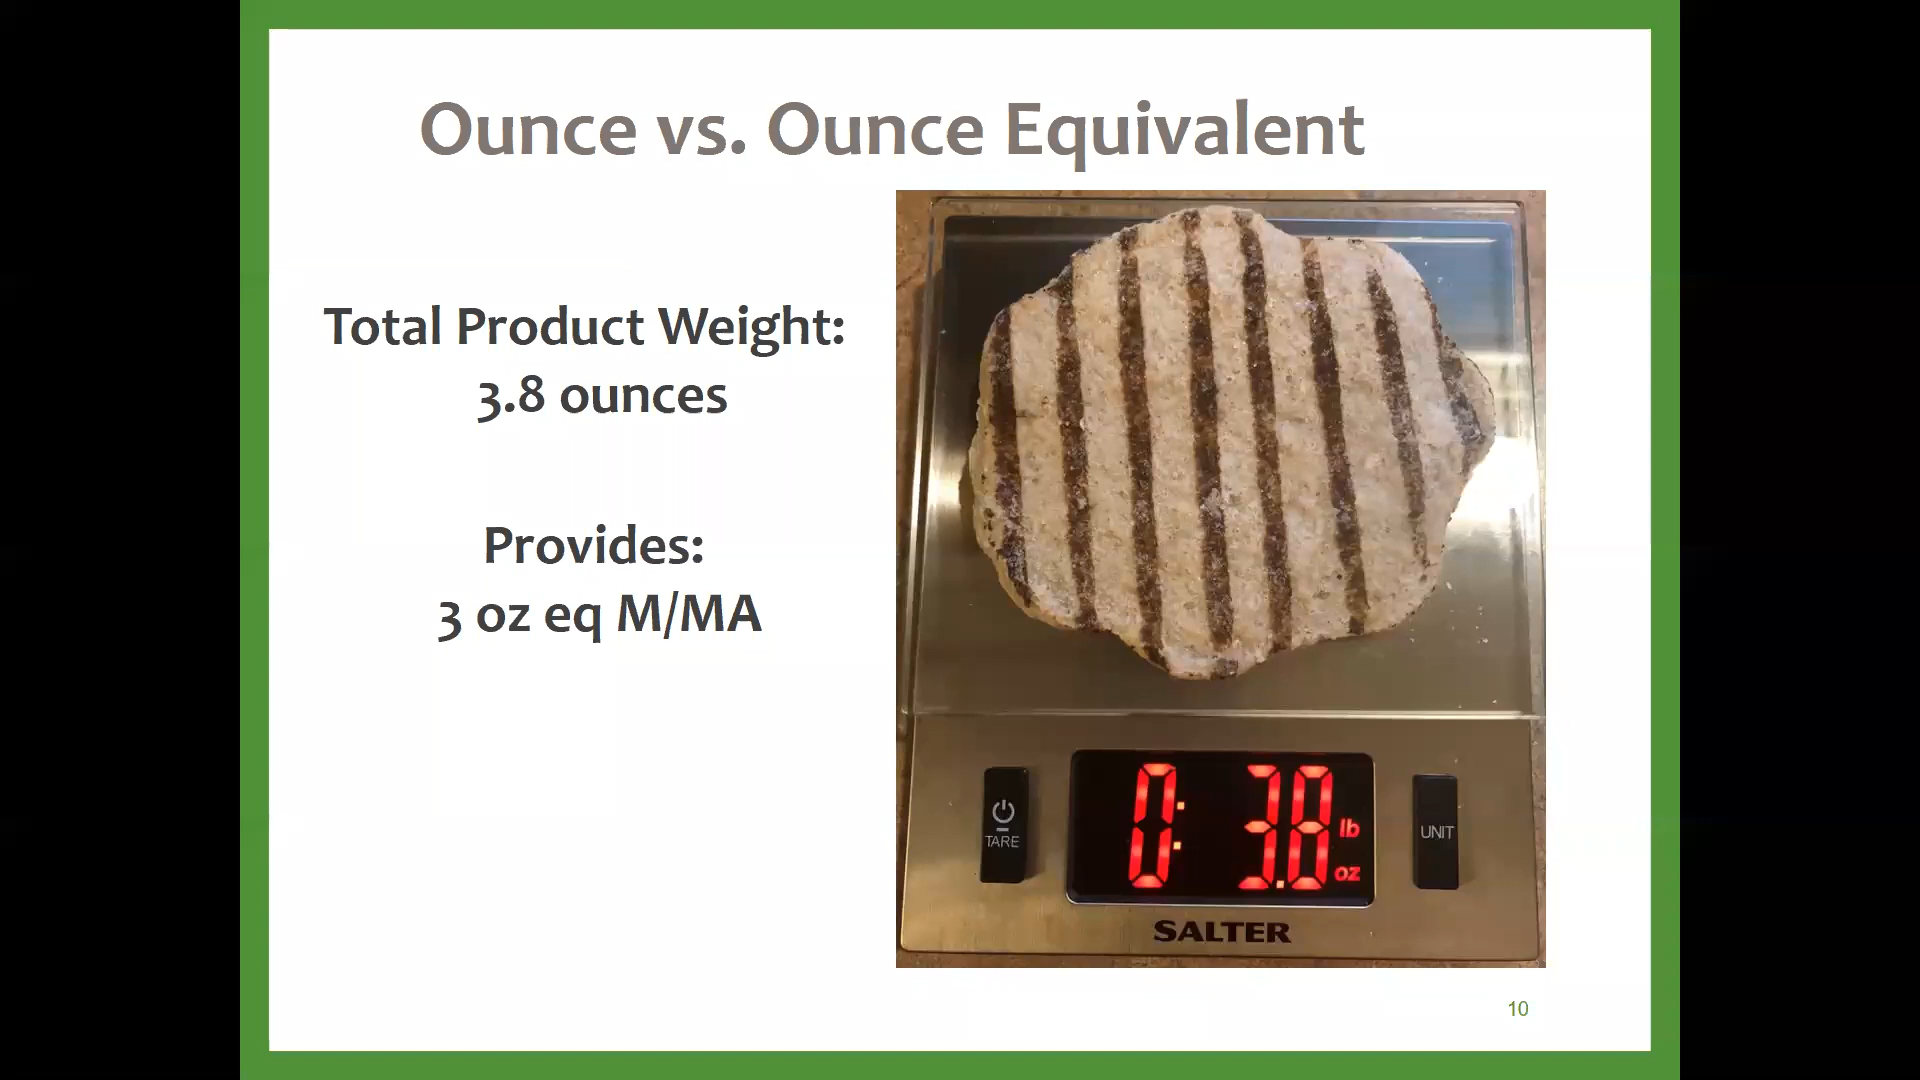 Ounce vs. Ounce Equivalent
Total Product Weight:
3.8 ounces
Provides:
3 oz eq M/MA
TARE
0: 3.8 lb oz
UNIT
SALTER
10